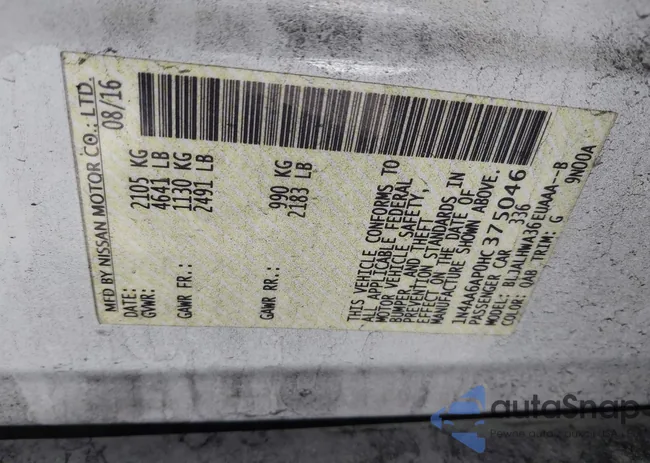 MFD BY NISSAN MOTOR CO.,LTD.
DATE: 08/16
GVWR: 2105 KG
4641 LB
GAWR FR.: 1130 KG
2491 LB
GAWR RR.: 990 KG
2183 LB
THIS VEHICLE CONFORMS TO
ALL APPLICABLE FEDERAL
MOTOR VEHICLE SAFETY,
BUMPER, AND THEFT
PREVENTION STANDARDS IN
EFFECT ON THE DATE OF
MANUFACTURE SHOWN ABOVE.
1N4AA6AP0HC375046
PASSENGER CAR 336
MODEL: BLJALHWA36EUAAA--B
COLOR: QAB TRIM: G 9N00A
autoSnap